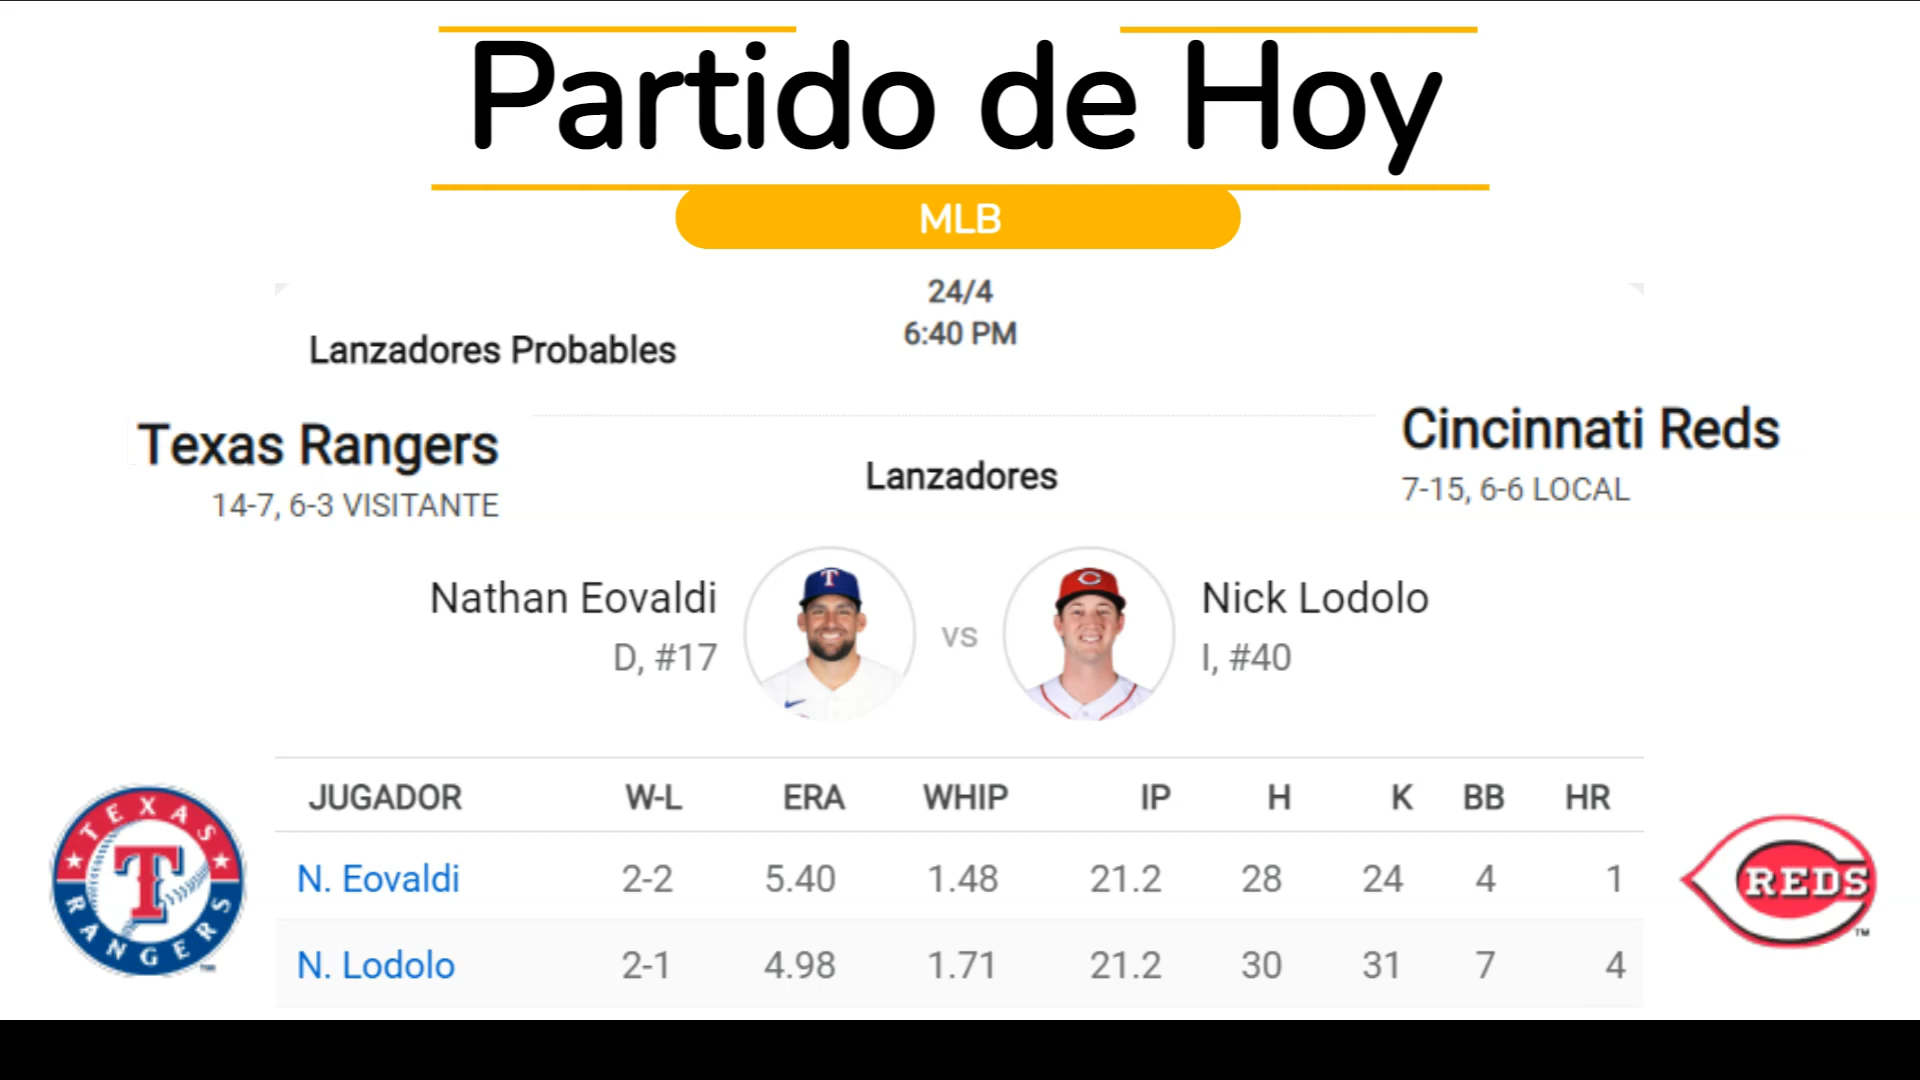 Partido de Hoy
MLB
24/4
6:40 PM
Lanzadores Probables
Texas Rangers
14-7, 6-3 VISITANTE
Cincinnati Reds
7-15, 6-6 LOCAL
Lanzadores
Nathan Eovaldi
D, #17
vs
Nick Lodolo
I, #40
JUGADOR W-L ERA WHIP IP H K BB HR
N. Eovaldi 2-2 5.40 1.48 21.2 28 24 4 1
N. Lodolo 2-1 4.98 1.71 21.2 30 31 7 4
TEXAS
T
RANGERS
REDS
TM